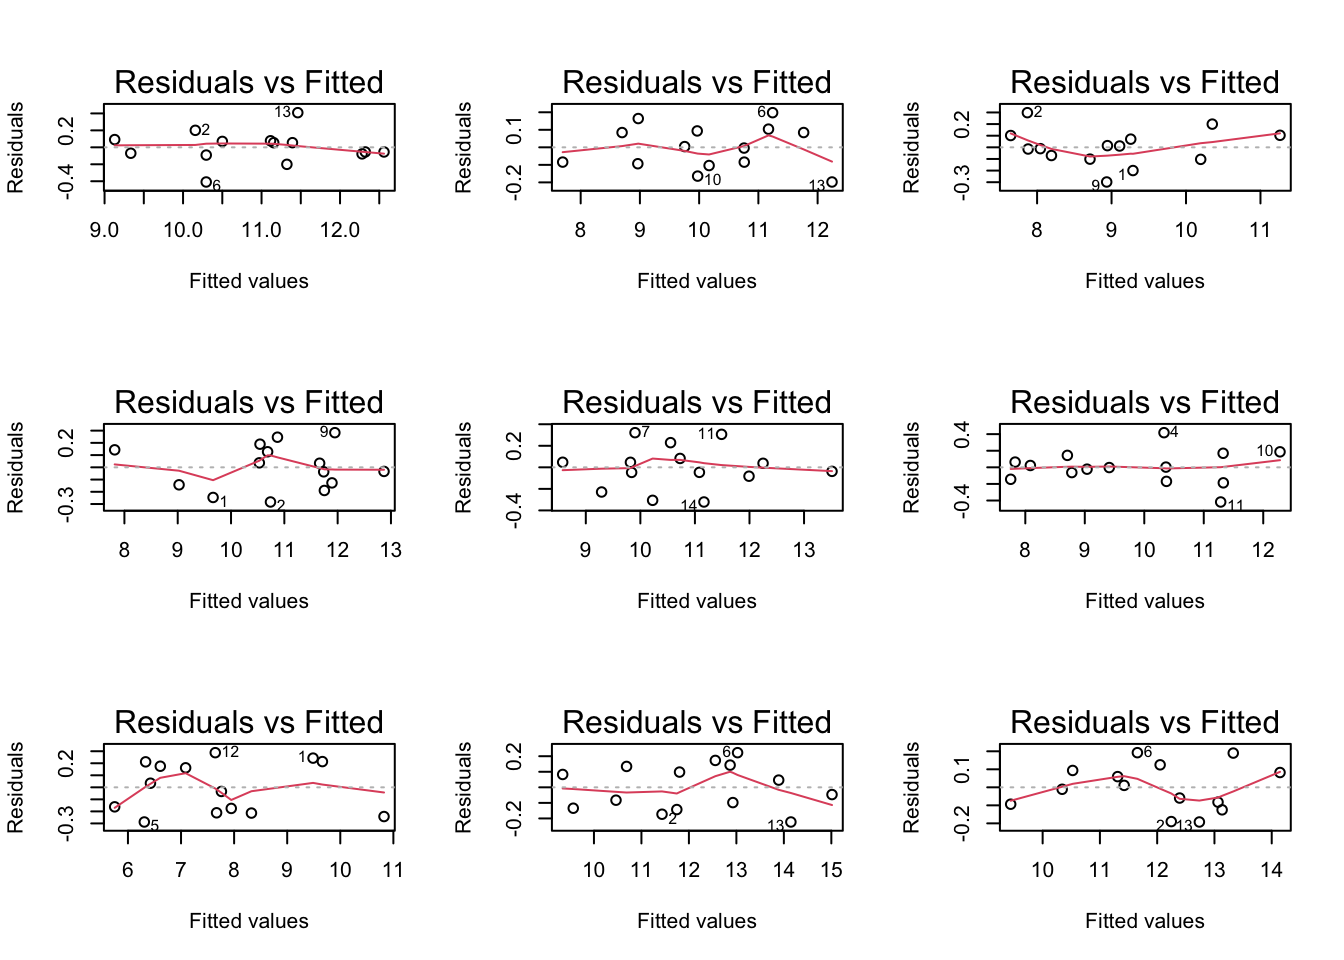 Residuals vs Fitted
Residuals
0.2
-0.4
13
2
6
9.0 10.0 11.0 12.0
Fitted values
Residuals vs Fitted
Residuals
0.1
-0.2
6
10
13
8 9 10 11 12
Fitted values
Residuals vs Fitted
Residuals
0.2
-0.3
2
1
9
8 9 10 11
Fitted values
Residuals vs Fitted
Residuals
0.2
-0.3
9
1
2
8 9 10 11 12 13
Fitted values
Residuals vs Fitted
Residuals
0.2
-0.4
7
11
14
9 10 11 12 13
Fitted values
Residuals vs Fitted
Residuals
0.4
-0.4
4
10
11
8 9 10 11 12
Fitted values
Residuals vs Fitted
Residuals
0.2
-0.3
12
1
5
6 7 8 9 10 11
Fitted values
Residuals vs Fitted
Residuals
0.2
-0.2
6
2
13
10 11 12 13 14 15
Fitted values
Residuals vs Fitted
Residuals
0.1
-0.2
6
2
13
10 11 12 13 14
Fitted values